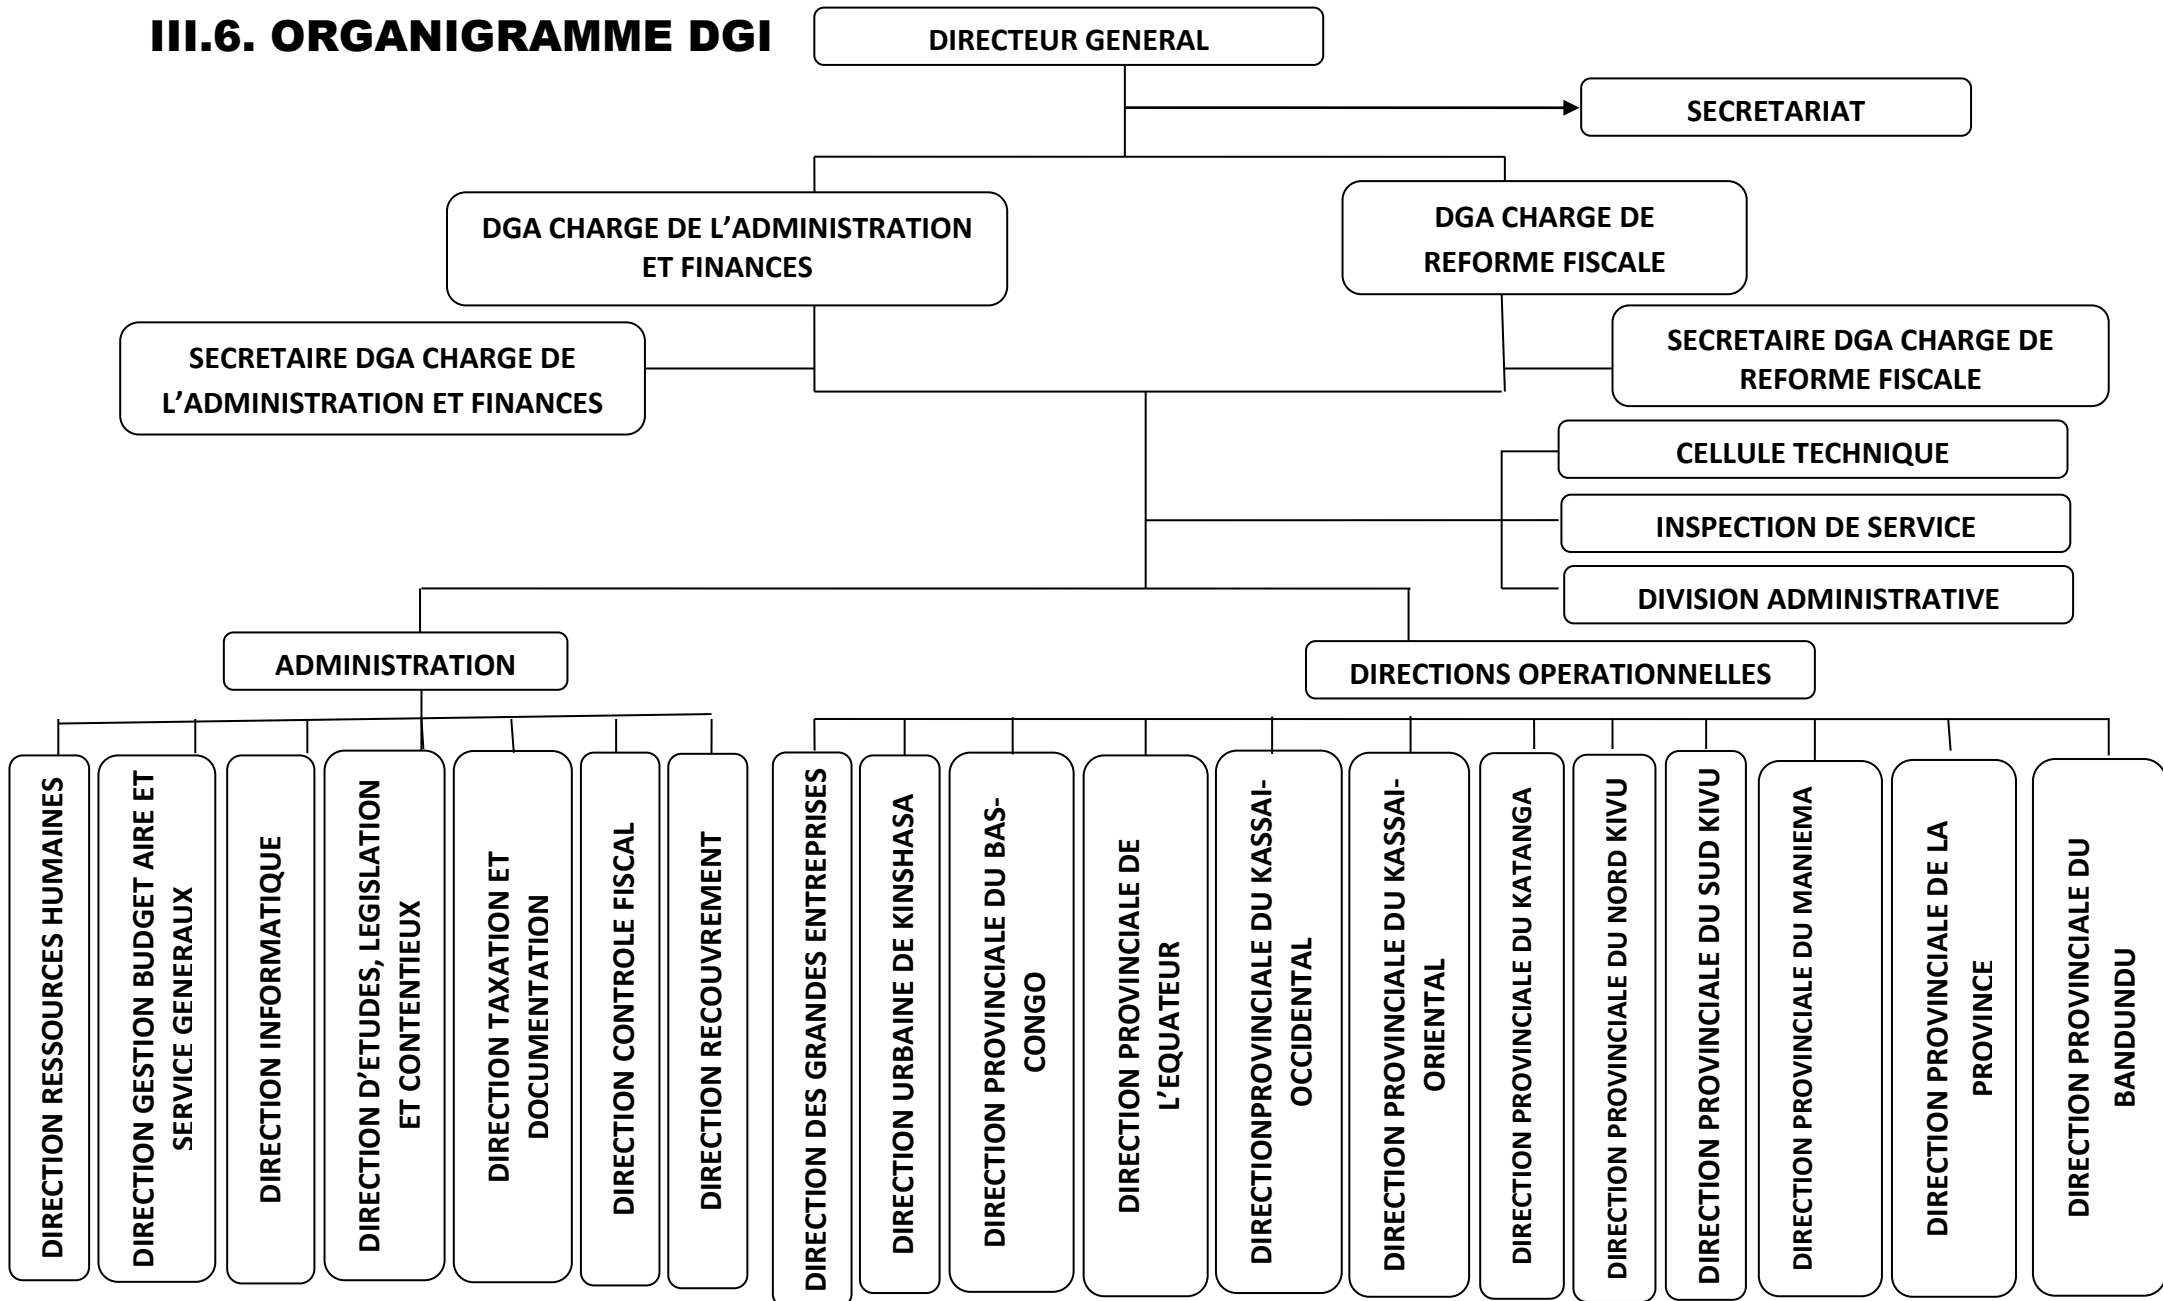 III.6. ORGANIGRAMME DGI
DIRECTEUR GENERAL
SECRETARIAT
DGA CHARGE DE L’ADMINISTRATION
ET FINANCES
DGA CHARGE DE
REFORME FISCALE
SECRETAIRE DGA CHARGE DE
L’ADMINISTRATION ET FINANCES
SECRETAIRE DGA CHARGE DE
REFORME FISCALE
CELLULE TECHNIQUE
INSPECTION DE SERVICE
DIVISION ADMINISTRATIVE
ADMINISTRATION
DIRECTIONS OPERATIONNELLES
DIRECTION RESSOURCES HUMAINES
DIRECTION GESTION BUDGET AIRE ET
SERVICE GENERAUX
DIRECTION INFORMATIQUE
DIRECTION D’ETUDES, LEGISLATION
ET CONTENTIEUX
DIRECTION TAXATION ET
DOCUMENTATION
DIRECTION CONTROLE FISCAL
DIRECTION RECOUVREMENT
DIRECTION DES GRANDES ENTREPRISES
DIRECTION URBAINE DE KINSHASA
DIRECTION PROVINCIALE DU BAS-
CONGO
DIRECTION PROVINCIALE DE
L’EQUATEUR
DIRECTIONPROVINCIALE DU KASSAI-
OCCIDENTAL
DIRECTION PROVINCIALE DU KASSAI-
ORIENTAL
DIRECTION PROVINCIALE DU KATANGA
DIRECTION PROVINCIALE DU NORD KIVU
DIRECTION PROVINCIALE DU SUD KIVU
DIRECTION PROVINCIALE DU MANIEMA
DIRECTION PROVINCIALE DE LA
PROVINCE
DIRECTION PROVINCIALE DU
BANDUNDU